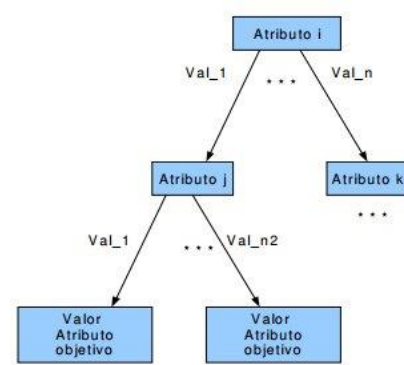 Atributo i
Val_1
* * *
Val_n
Atributo j
Atributo k
* * *
Val_1
* * *
Val_n2
Valor
Atributo
objetivo
Valor
Atributo
objetivo